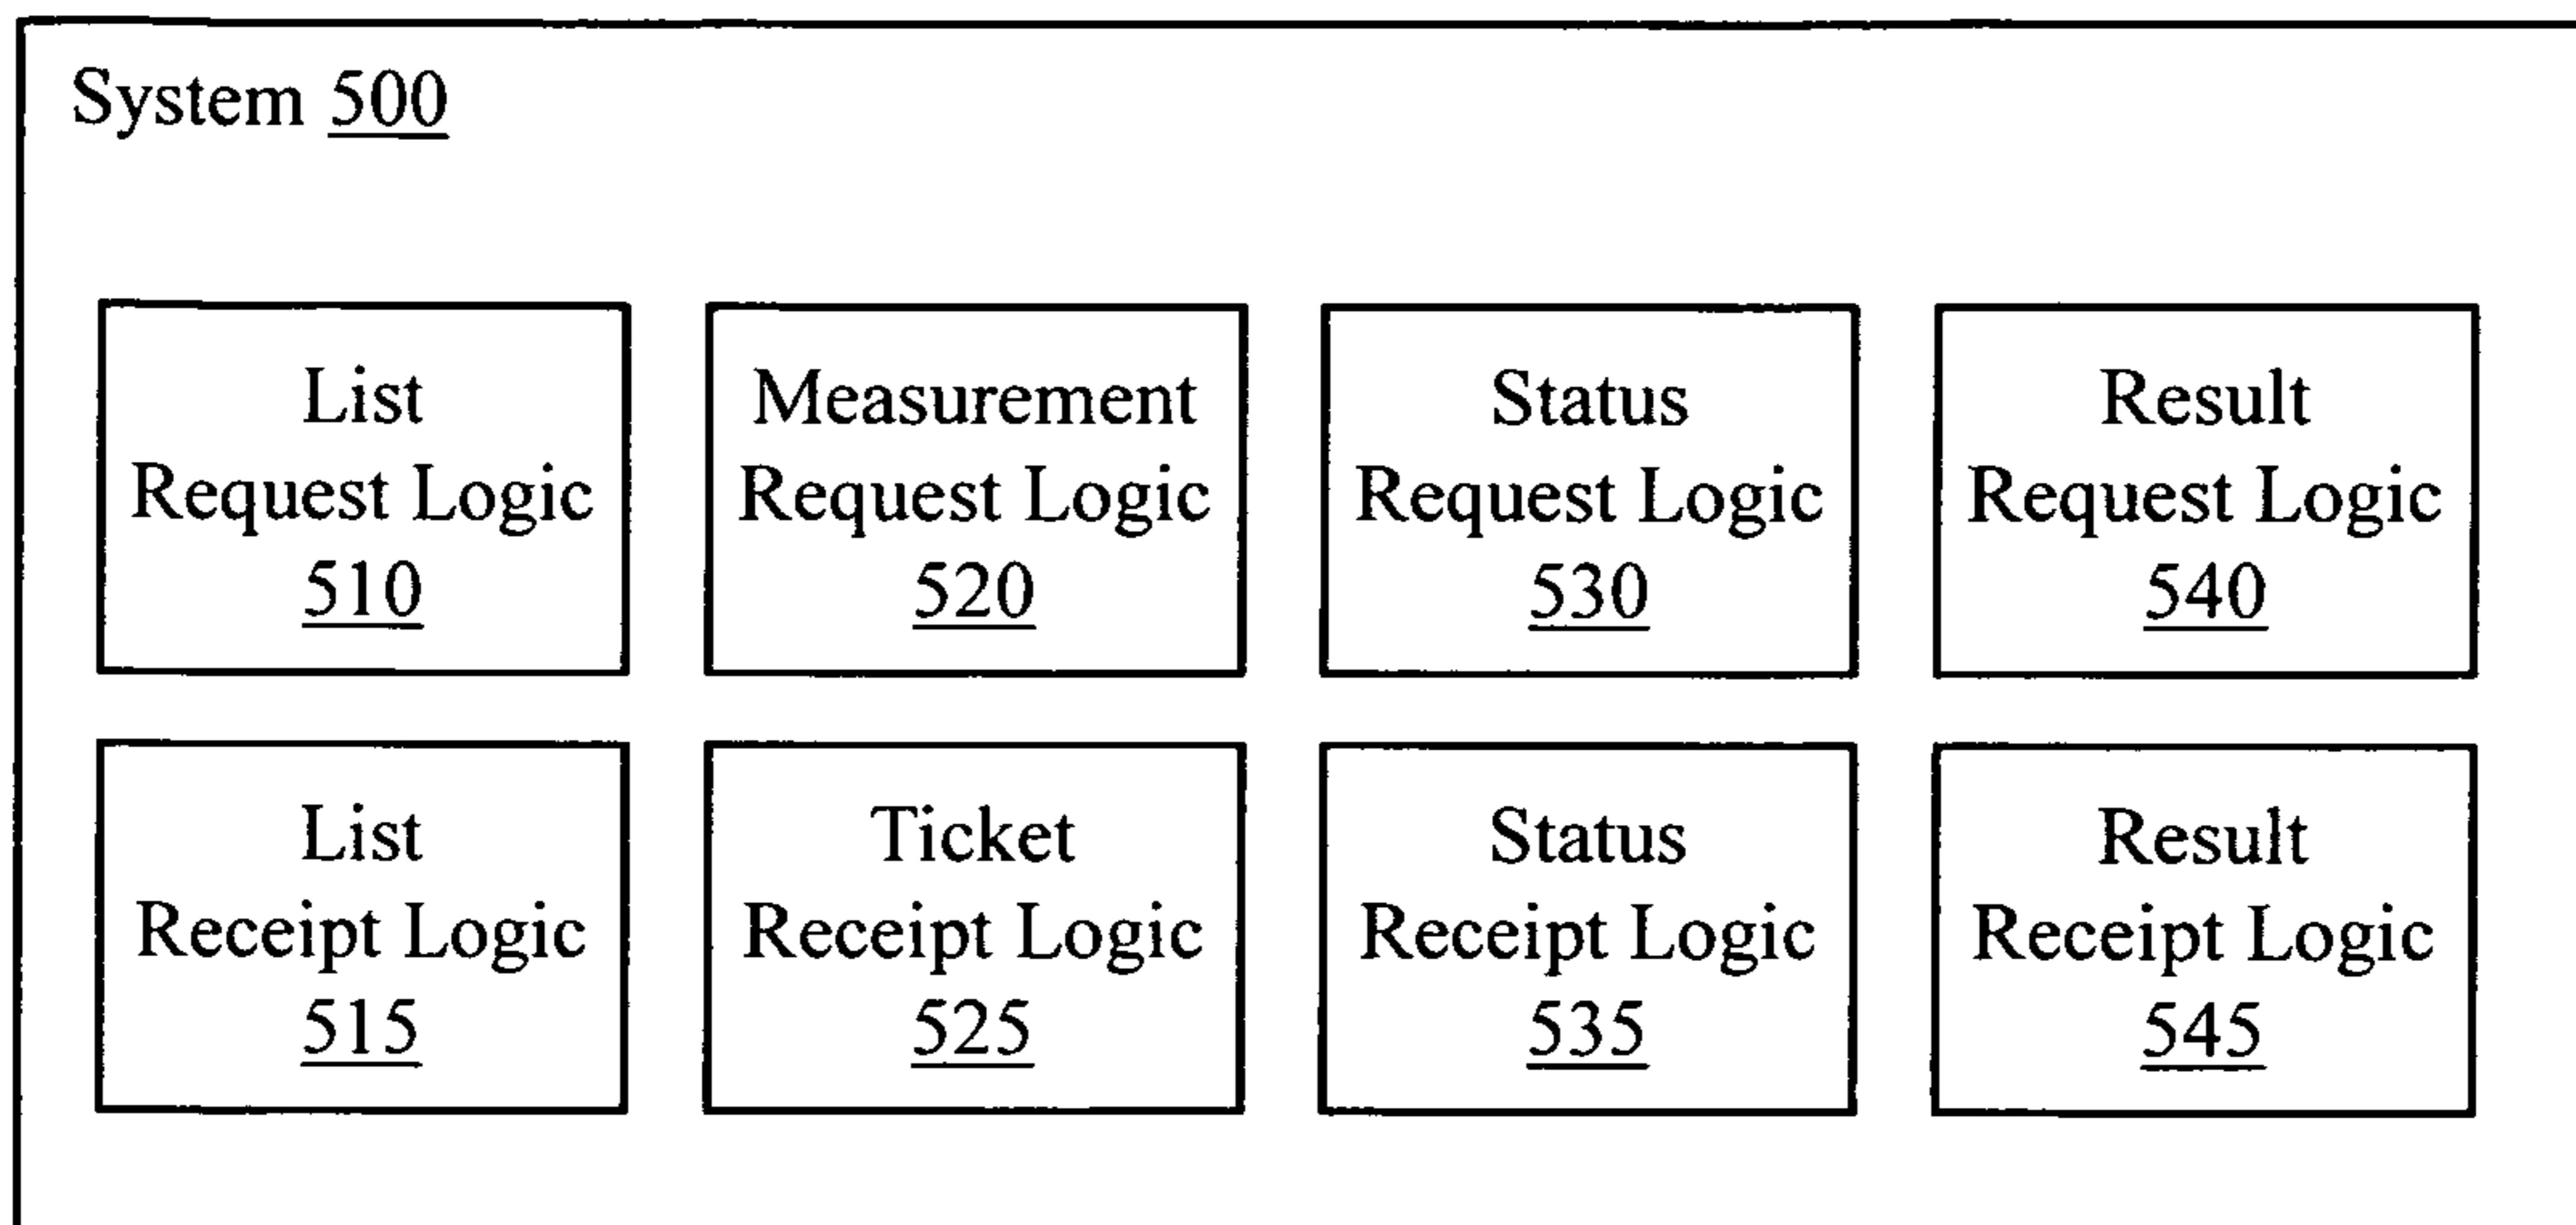 System 500
List
Request Logic
510
Measurement
Request Logic
520
Status
Request Logic
530
Result
Request Logic
540
List
Receipt Logic
515
Ticket
Receipt Logic
525
Status
Receipt Logic
535
Result
Receipt Logic
545